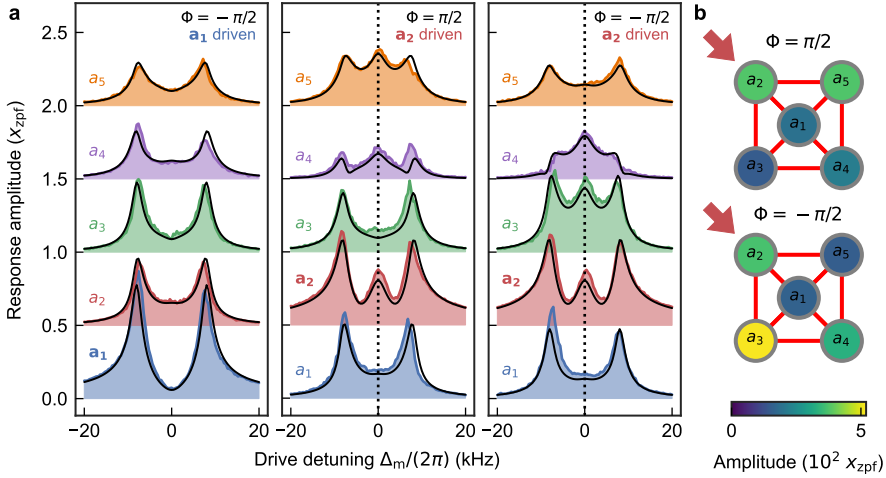 a
Response amplitude (x_zpf)
2.5
2.0
1.5
1.0
0.5
0.0
Φ = − π/2
a₁ driven
a₅
a₄
a₃
a₂
a₁
−20
0
20
Φ = π/2
a₂ driven
a₅
a₄
a₃
a₂
a₁
−20
0
20
Φ = − π/2
a₂ driven
a₅
a₄
a₃
a₂
a₁
−20
0
20
Drive detuning Δₘ/(2π) (kHz)
b
Φ = π/2
a₂ a₅
a₁
a₃ a₄
Φ = − π/2
a₂ a₅
a₁
a₃ a₄
0 5
Amplitude (10² x_zpf)